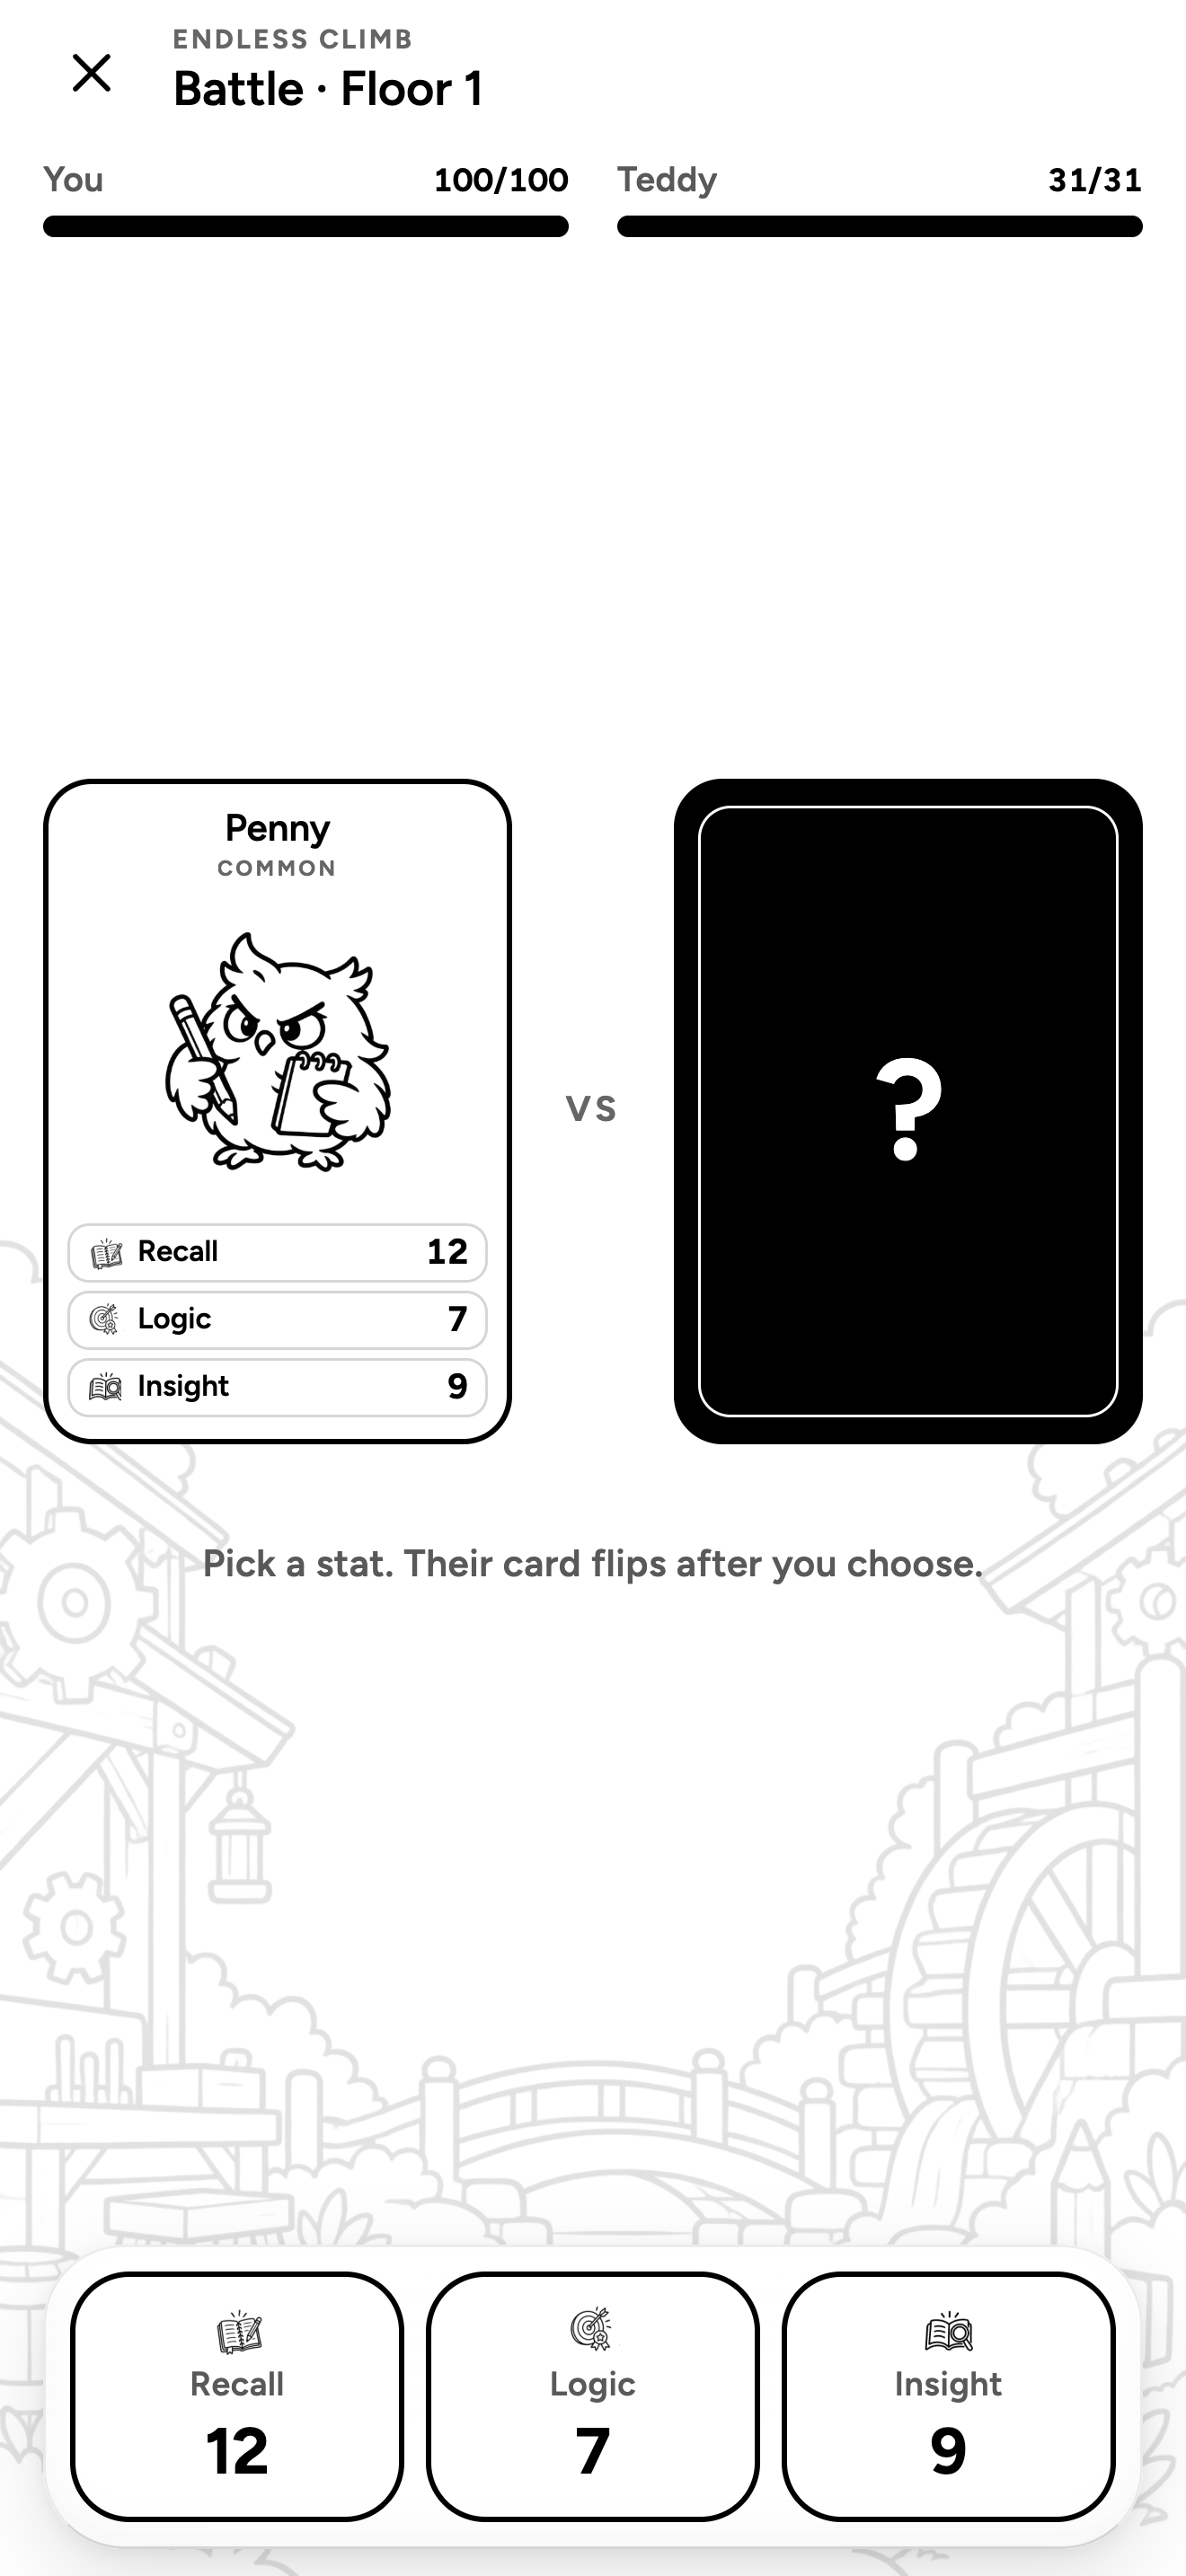 ENDLESS CLIMB
Battle · Floor 1
You 100/100 Teddy 31/31
Penny
COMMON
VS
?
Recall 12
Logic 7
Insight 9
Pick a stat. Their card flips after you choose.
Recall Logic Insight
12 7 9